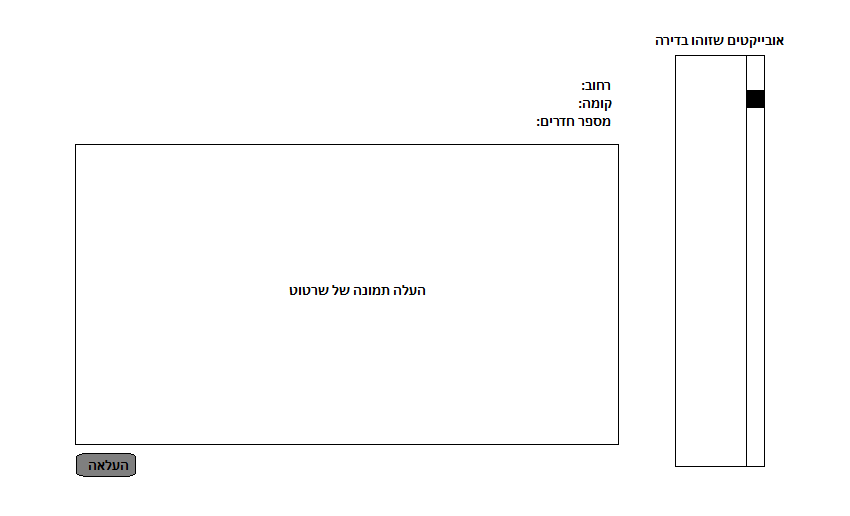 אובייקטים שזוהו בדירה
רחוב:
קומה:
מספר חדרים:
העלה תמונה של שרטוט
העלאה